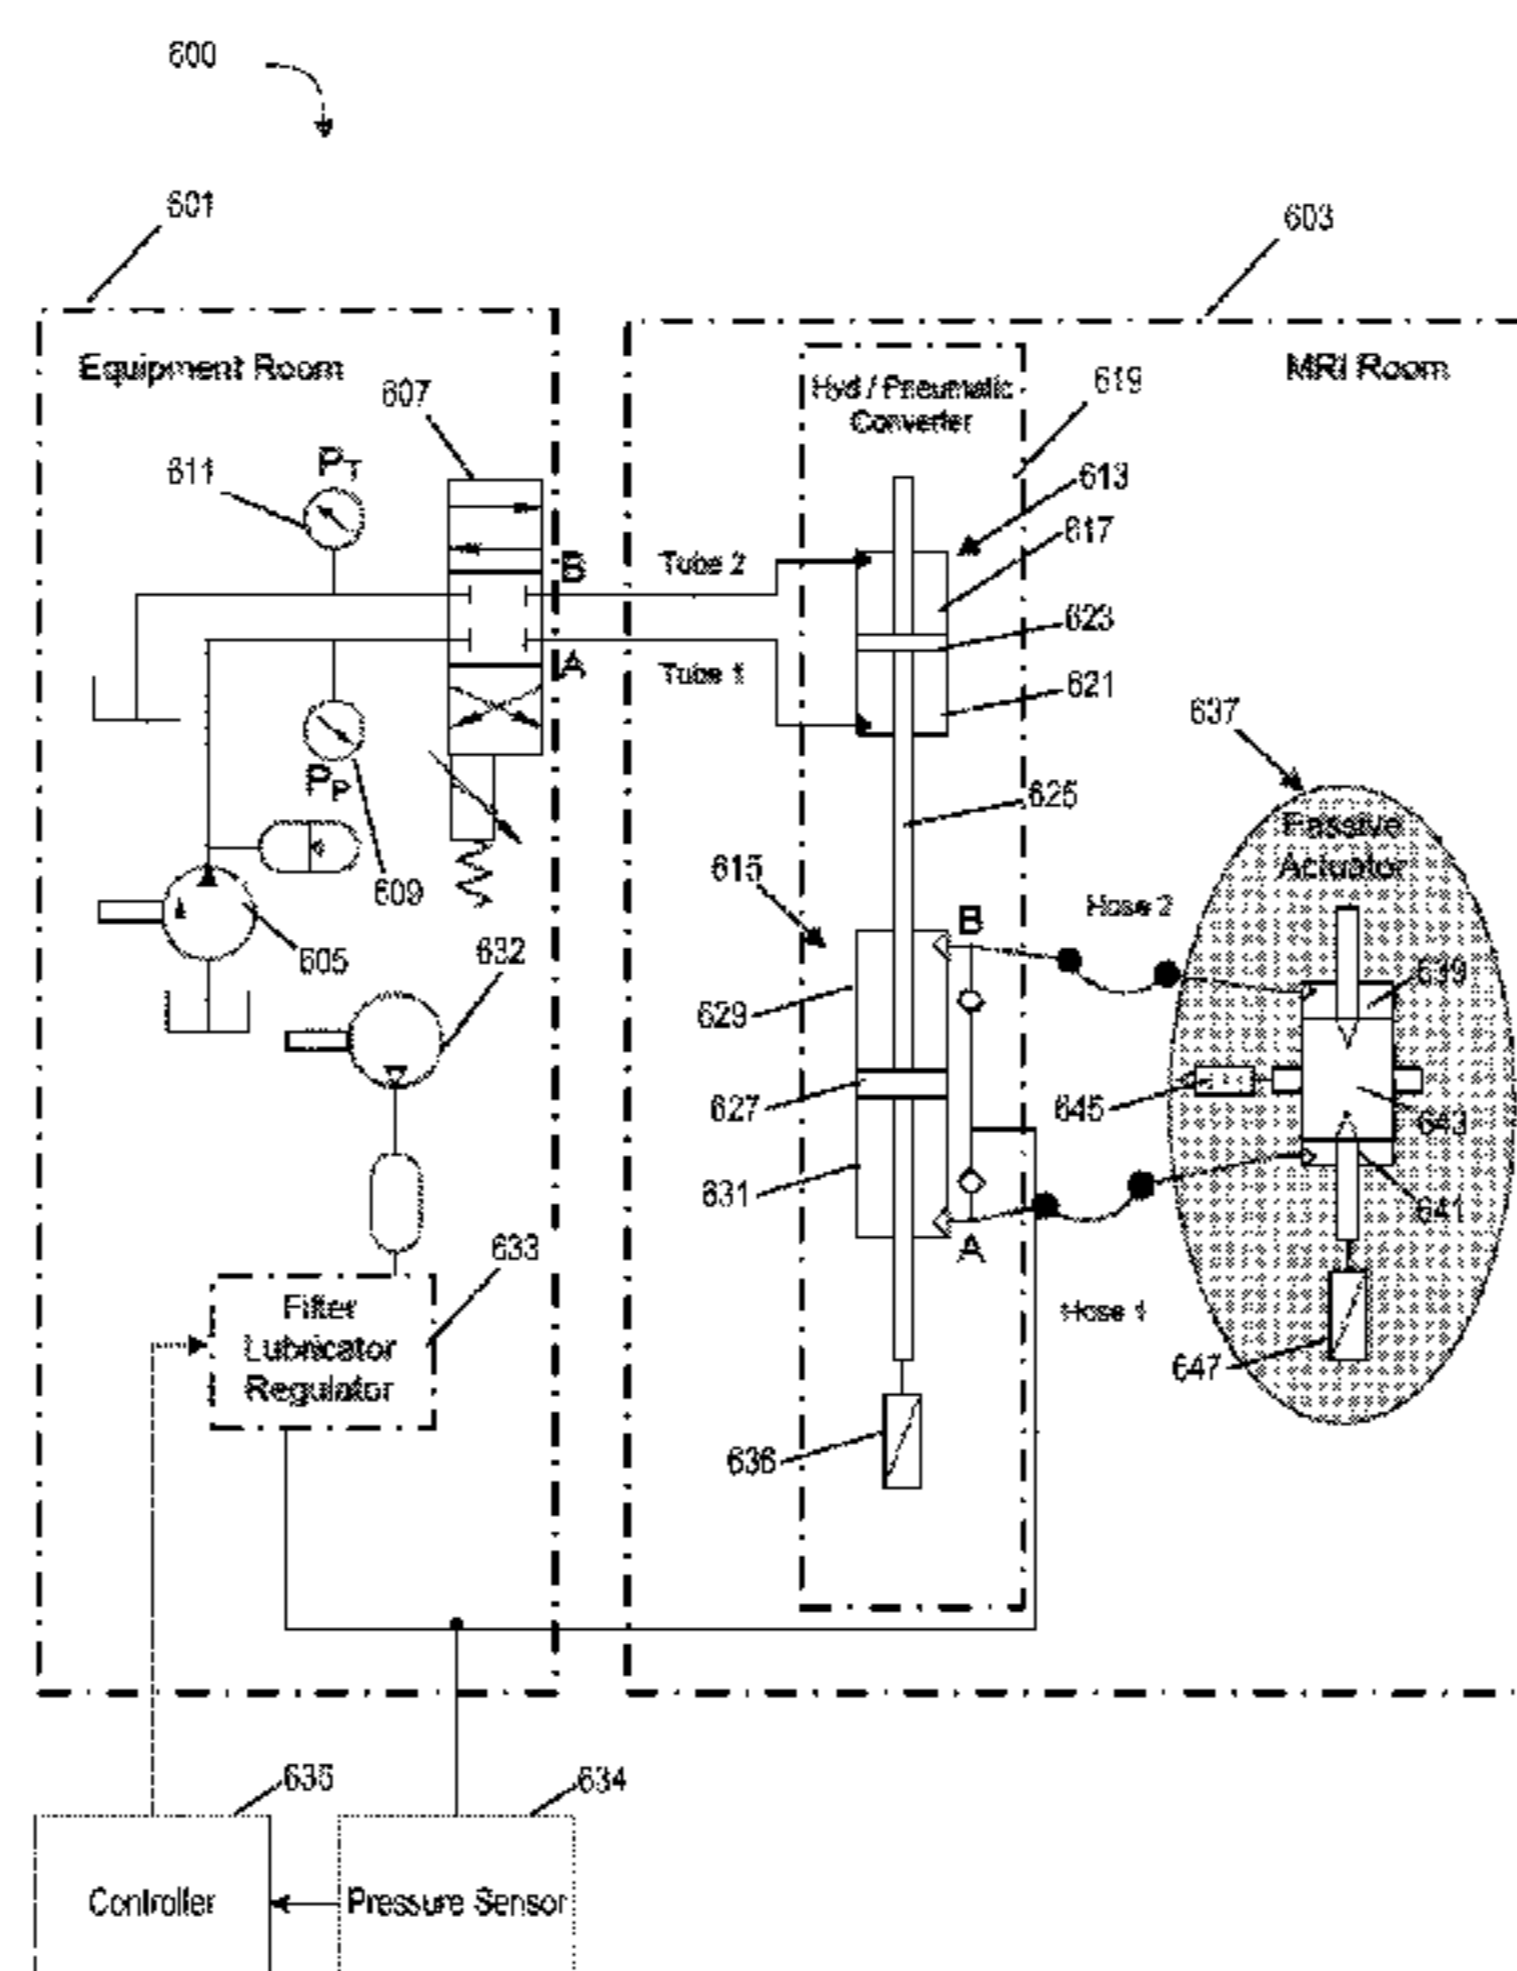 600
601
603
Equipment Room
MRI Room
607
Hyd / Pneumatic
Converter
619
611
PT
613
617
B
Tube 2
623
A
Tube 1
621
637
PP
625
Passive
Actuator
609
615
B
Hose 2
605
632
639
629
627
645
643
631
641
633
A
Hose 1
Filter
Lubricator
Regulator
647
636
635
634
Controller
Pressure Sensor